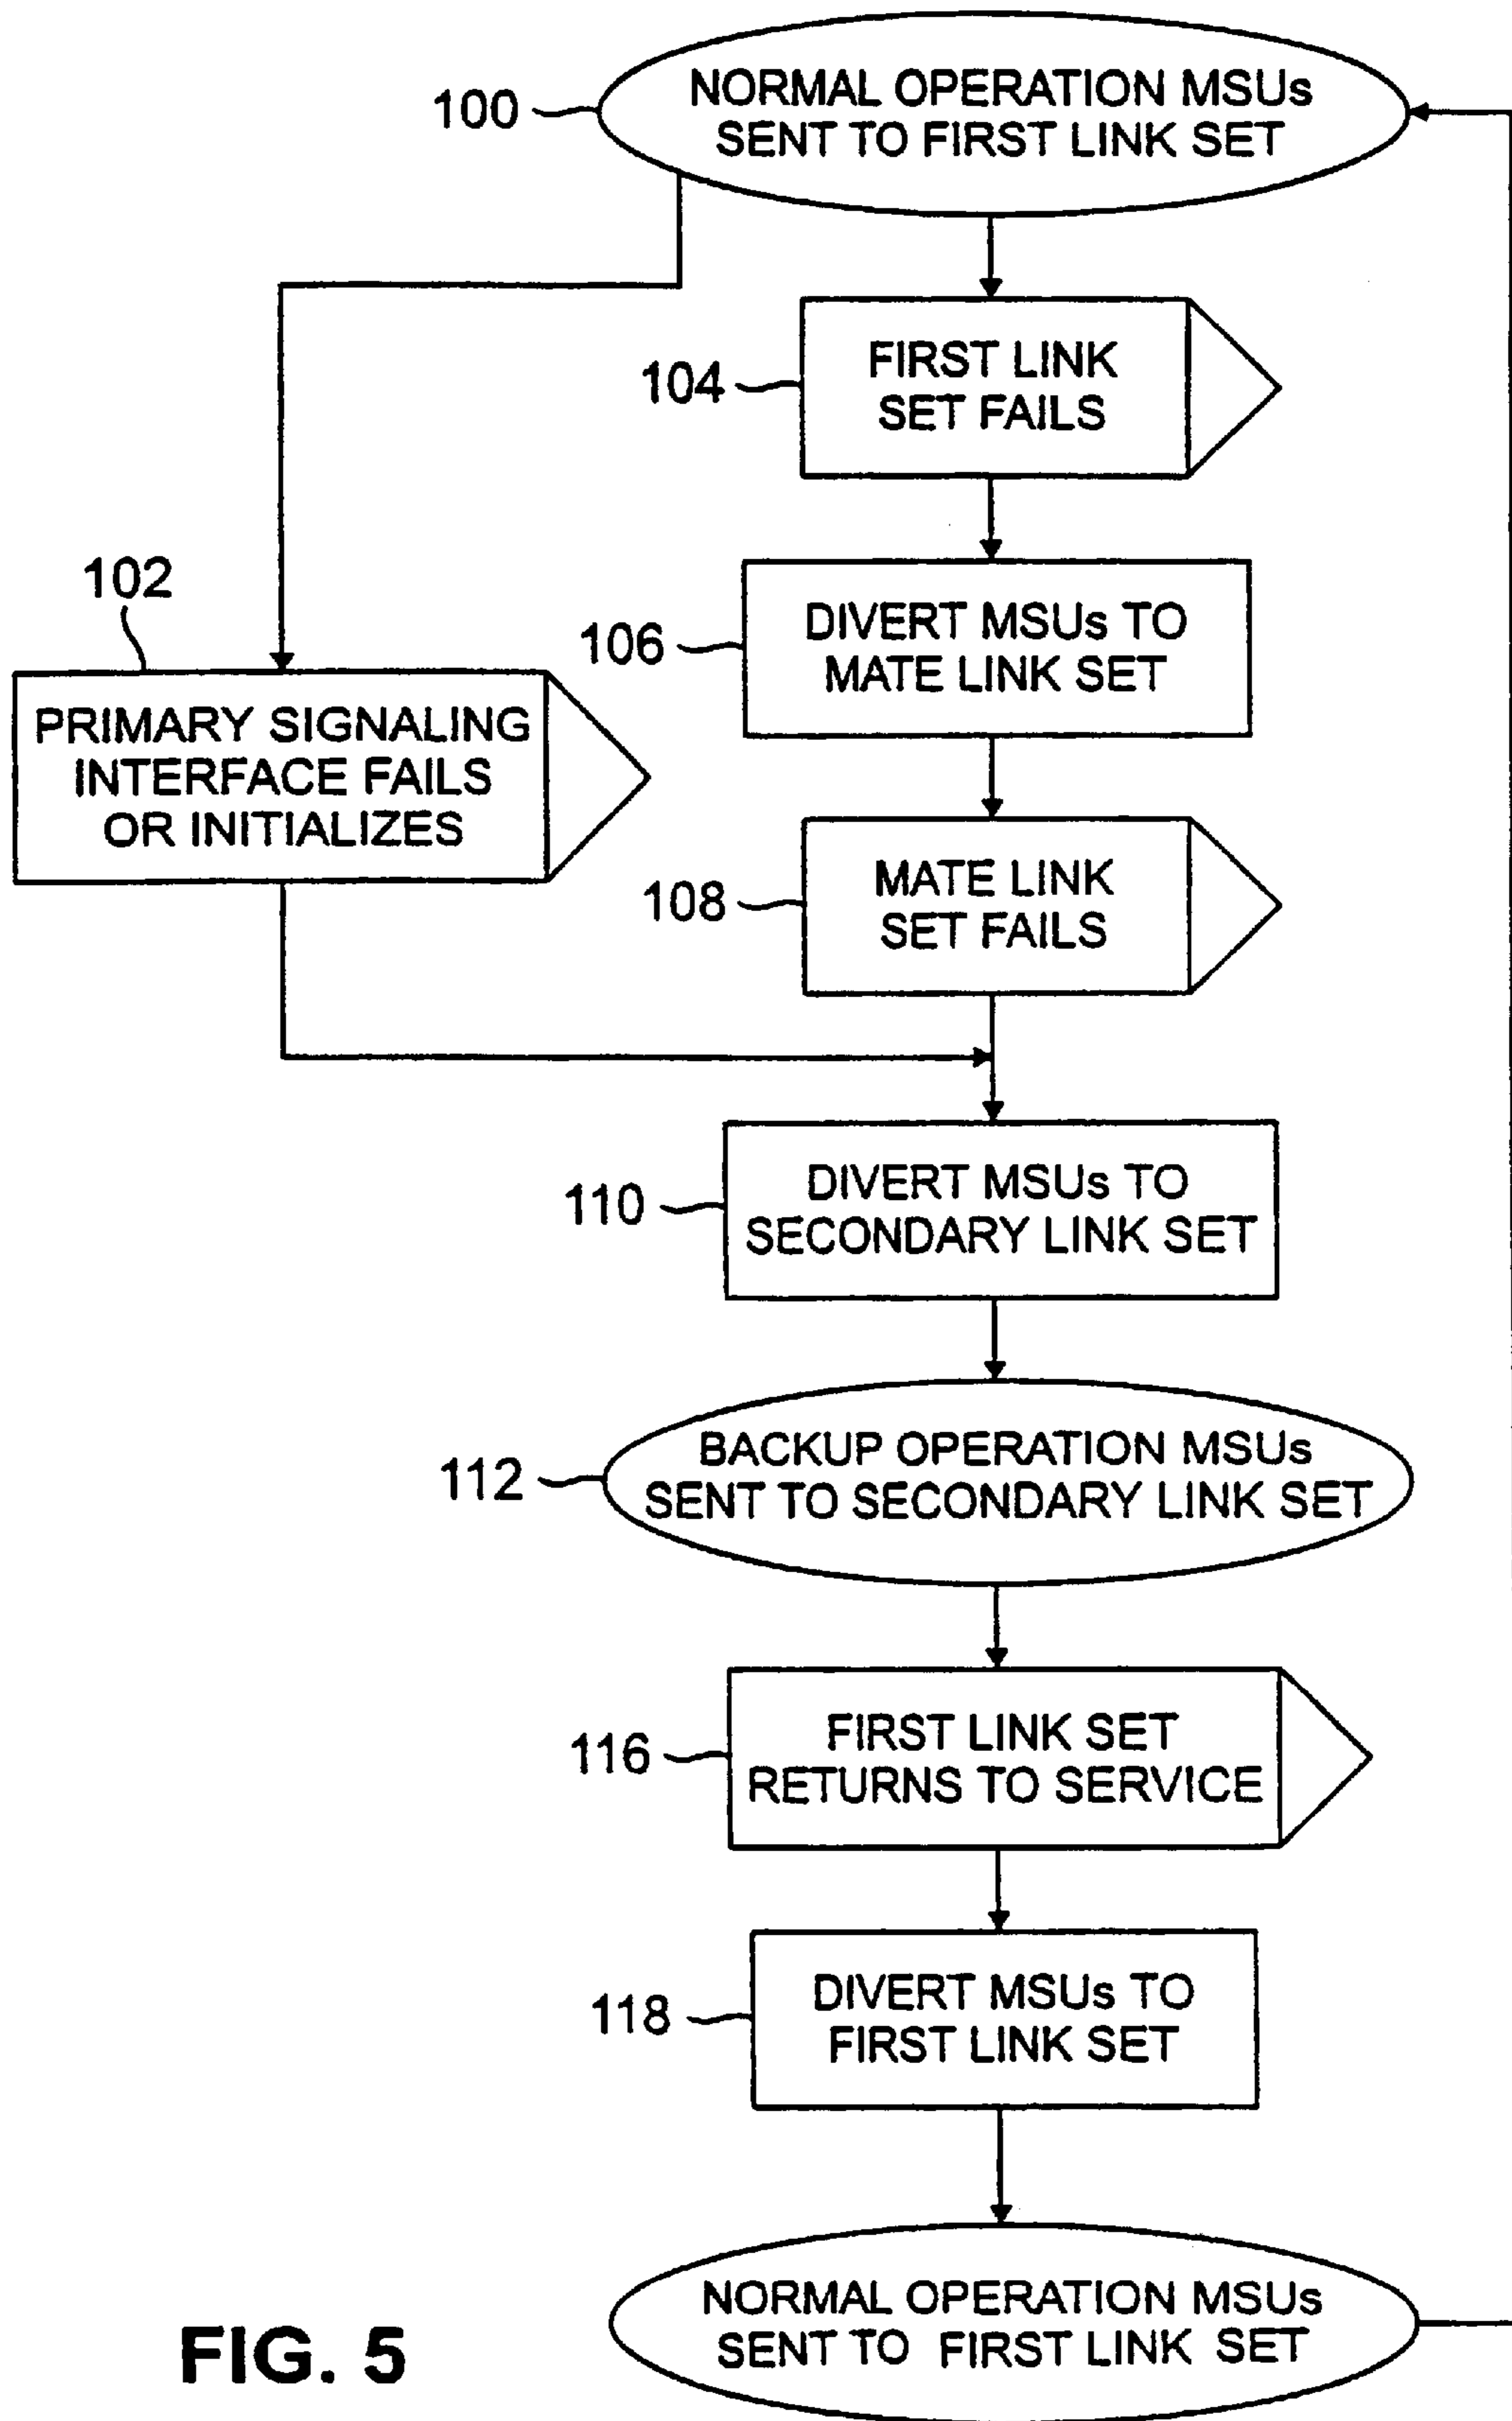 NORMAL OPERATION MSUs
SENT TO FIRST LINK SET
100
FIRST LINK
SET FAILS
104
102
PRIMARY SIGNALING
INTERFACE FAILS
OR INITIALIZES
DIVERT MSUs TO
MATE LINK SET
106
MATE LINK
SET FAILS
108
DIVERT MSUs TO
SECONDARY LINK SET
110
BACKUP OPERATION MSUs
SENT TO SECONDARY LINK SET
112
FIRST LINK SET
RETURNS TO SERVICE
116
DIVERT MSUs TO
FIRST LINK SET
118
NORMAL OPERATION MSUs
SENT TO FIRST LINK SET
FIG. 5